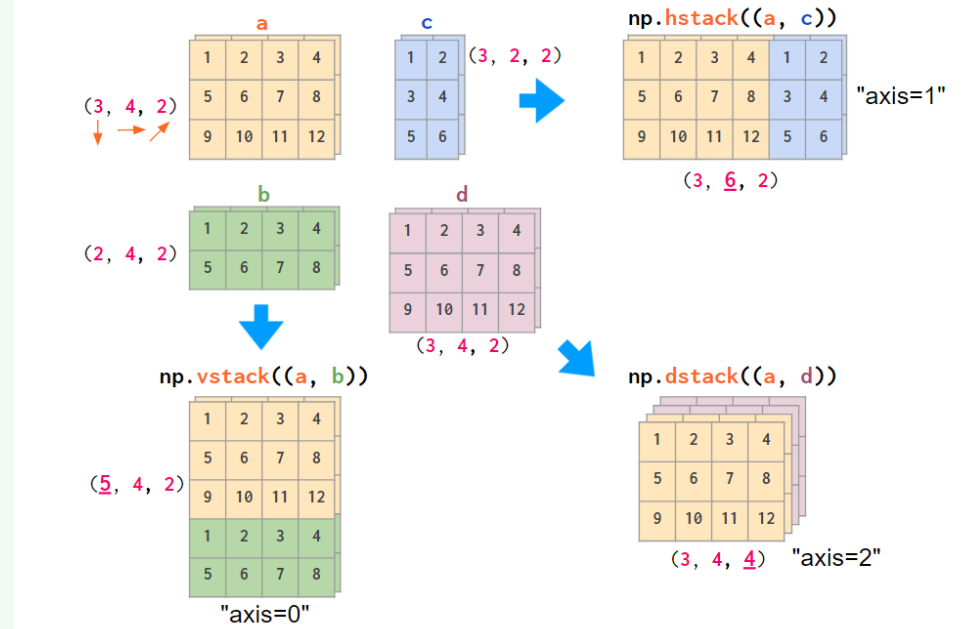 a
1 2 3 4
5 6 7 8
9 10 11 12
(3, 4, 2)
c
1 2
3 4
5 6
(3, 2, 2)
np.hstack((a, c))
1 2 3 4 1 2
5 6 7 8 3 4
9 10 11 12 5 6
"axis=1"
(3, 6, 2)
b
1 2 3 4
5 6 7 8
(2, 4, 2)
d
1 2 3 4
5 6 7 8
9 10 11 12
(3, 4, 2)
np.vstack((a, b))
1 2 3 4
5 6 7 8
9 10 11 12
1 2 3 4
5 6 7 8
(5, 4, 2)
"axis=0"
np.dstack((a, d))
1 2 3 4
5 6 7 8
9 10 11 12
(3, 4, 4)
"axis=2"